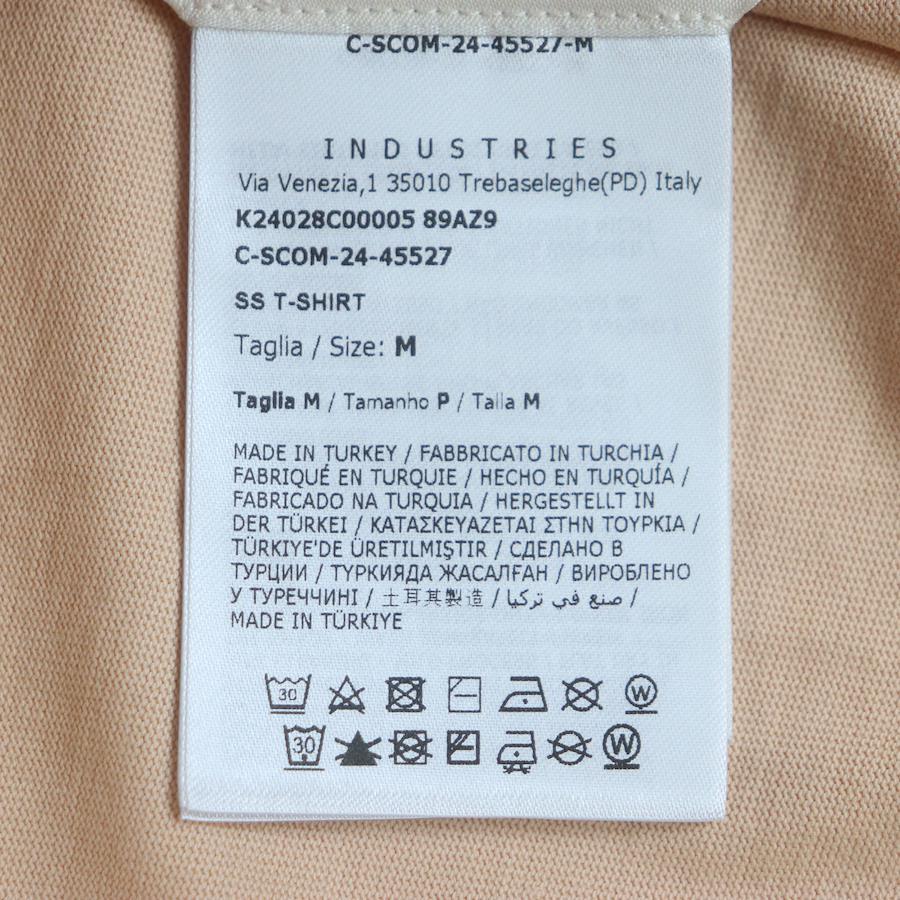 C-SCOM-24-45527-M
INDUSTRIES
Via Venezia,1 35010 Trebaseleghe(PD) Italy
K24028C00005 89AZ9
C-SCOM-24-45527
SS T-SHIRT
Taglia / Size: M
Taglia M / Tamanho P / Talla M
MADE IN TURKEY / FABBRICATO IN TURCHIA /
FABRIQUÉ EN TURQUIE / HECHO EN TURQUÍA /
FABRICADO NA TURQUIA / HERGESTELLT IN
DER TÜRKEI / ΚΑΤΑΣΚΕΥΑΖΕΤΑΙ ΣΤΗΝ ΤΟΥΡΚΙΑ /
TÜRKIYE'DE ÜRETILMIŞTIR / СДЕЛАНО В
ТУРЦИИ / ТҮРКИЯДА ЖАСАЛҒАН / ВИРОБЛЕНО
У ТУРЕЧЧИНІ / 土耳其製造 / صنع في تركيا /
MADE IN TÜRKIYE
30 W
30 W